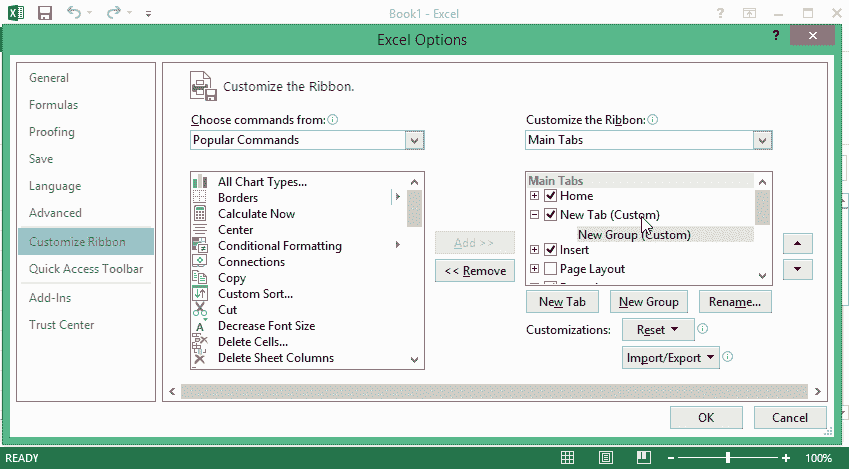 Book1 - Excel
Excel Options
General
Formulas
Proofing
Save
Language
Advanced
Customize Ribbon
Quick Access Toolbar
Add-Ins
Trust Center
Customize the Ribbon.
Choose commands from:
Popular Commands
All Chart Types...
Borders
Calculate Now
Center
Conditional Formatting
Connections
Copy
Custom Sort...
Cut
Decrease Font Size
Delete Cells...
Delete Sheet Columns
Add >>
<< Remove
Customize the Ribbon:
Main Tabs
Main Tabs
Home
New Tab (Custom)
New Group (Custom)
Insert
Page Layout
New Tab
New Group
Rename...
Customizations:
Reset
Import/Export
OK
Cancel
READY
100%